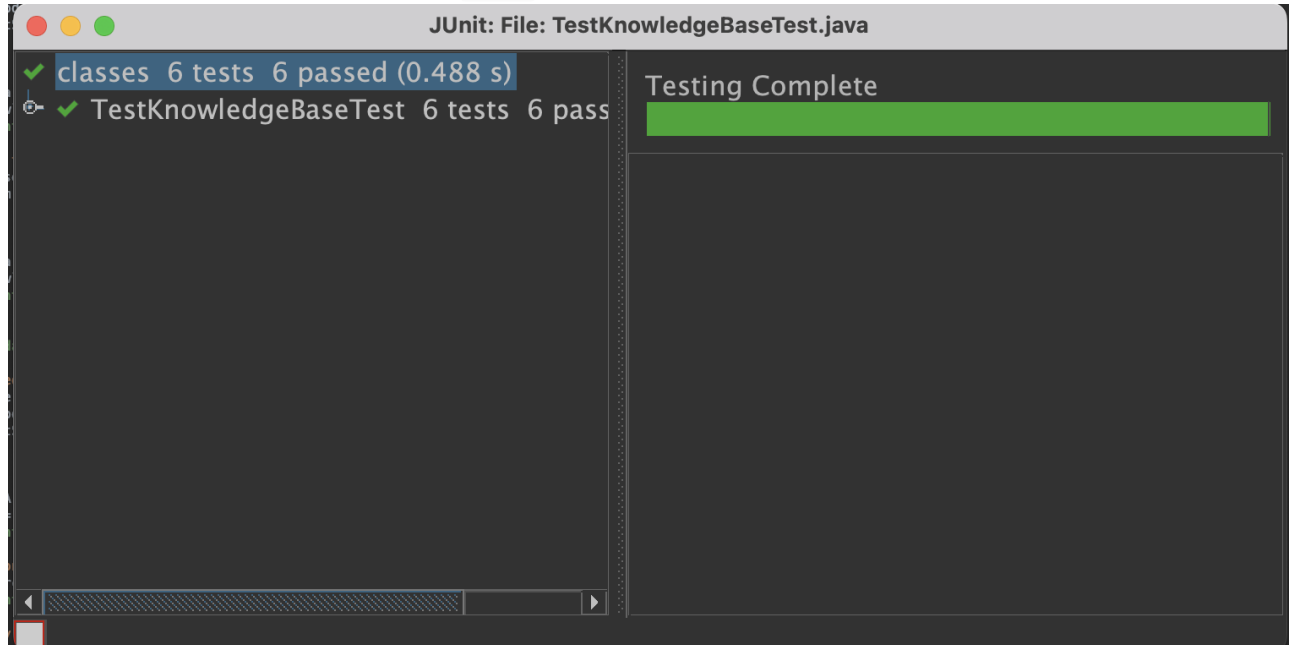 JUnit: File: TestKnowledgeBaseTest.java
classes 6 tests 6 passed (0.488 s)
TestKnowledgeBaseTest 6 tests 6 pass
Testing Complete